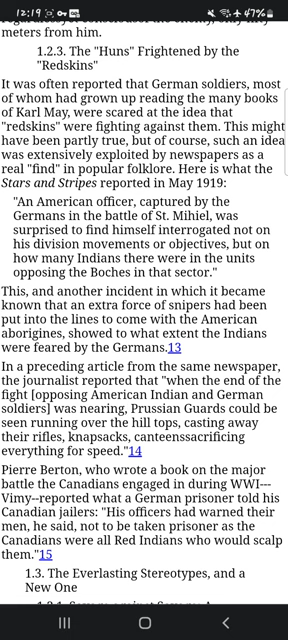 12:19
47%
regardless
meters from him.
1.2.3. The "Huns" Frightened by the
"Redskins"
It was often reported that German soldiers, most
of whom had grown up reading the many books
of Karl May, were scared at the idea that
"redskins" were fighting against them. This might
have been partly true, but of course, such an idea
was extensively exploited by newspapers as a
real "find" in popular folklore. Here is what the
Stars and Stripes reported in May 1919:
"An American officer, captured by the
Germans in the battle of St. Mihiel, was
surprised to find himself interrogated not on
his division movements or objectives, but on
how many Indians there were in the units
opposing the Boches in that sector."
This, and another incident in which it became
known that an extra force of snipers had been
put into the lines to come with the American
aborigines, showed to what extent the Indians
were feared by the Germans.13
In a preceding article from the same newspaper,
the journalist reported that "when the end of the
fight [opposing American Indian and German
soldiers] was nearing, Prussian Guards could be
seen running over the hill tops, casting away
their rifles, knapsacks, canteenssacrificing
everything for speed."14
Pierre Berton, who wrote a book on the major
battle the Canadians engaged in during WWI---
Vimy--reported what a German prisoner told his
Canadian jailers: "His officers had warned their
men, he said, not to be taken prisoner as the
Canadians were all Red Indians who would scalp
them."15
1.3. The Everlasting Stereotypes, and a
New One